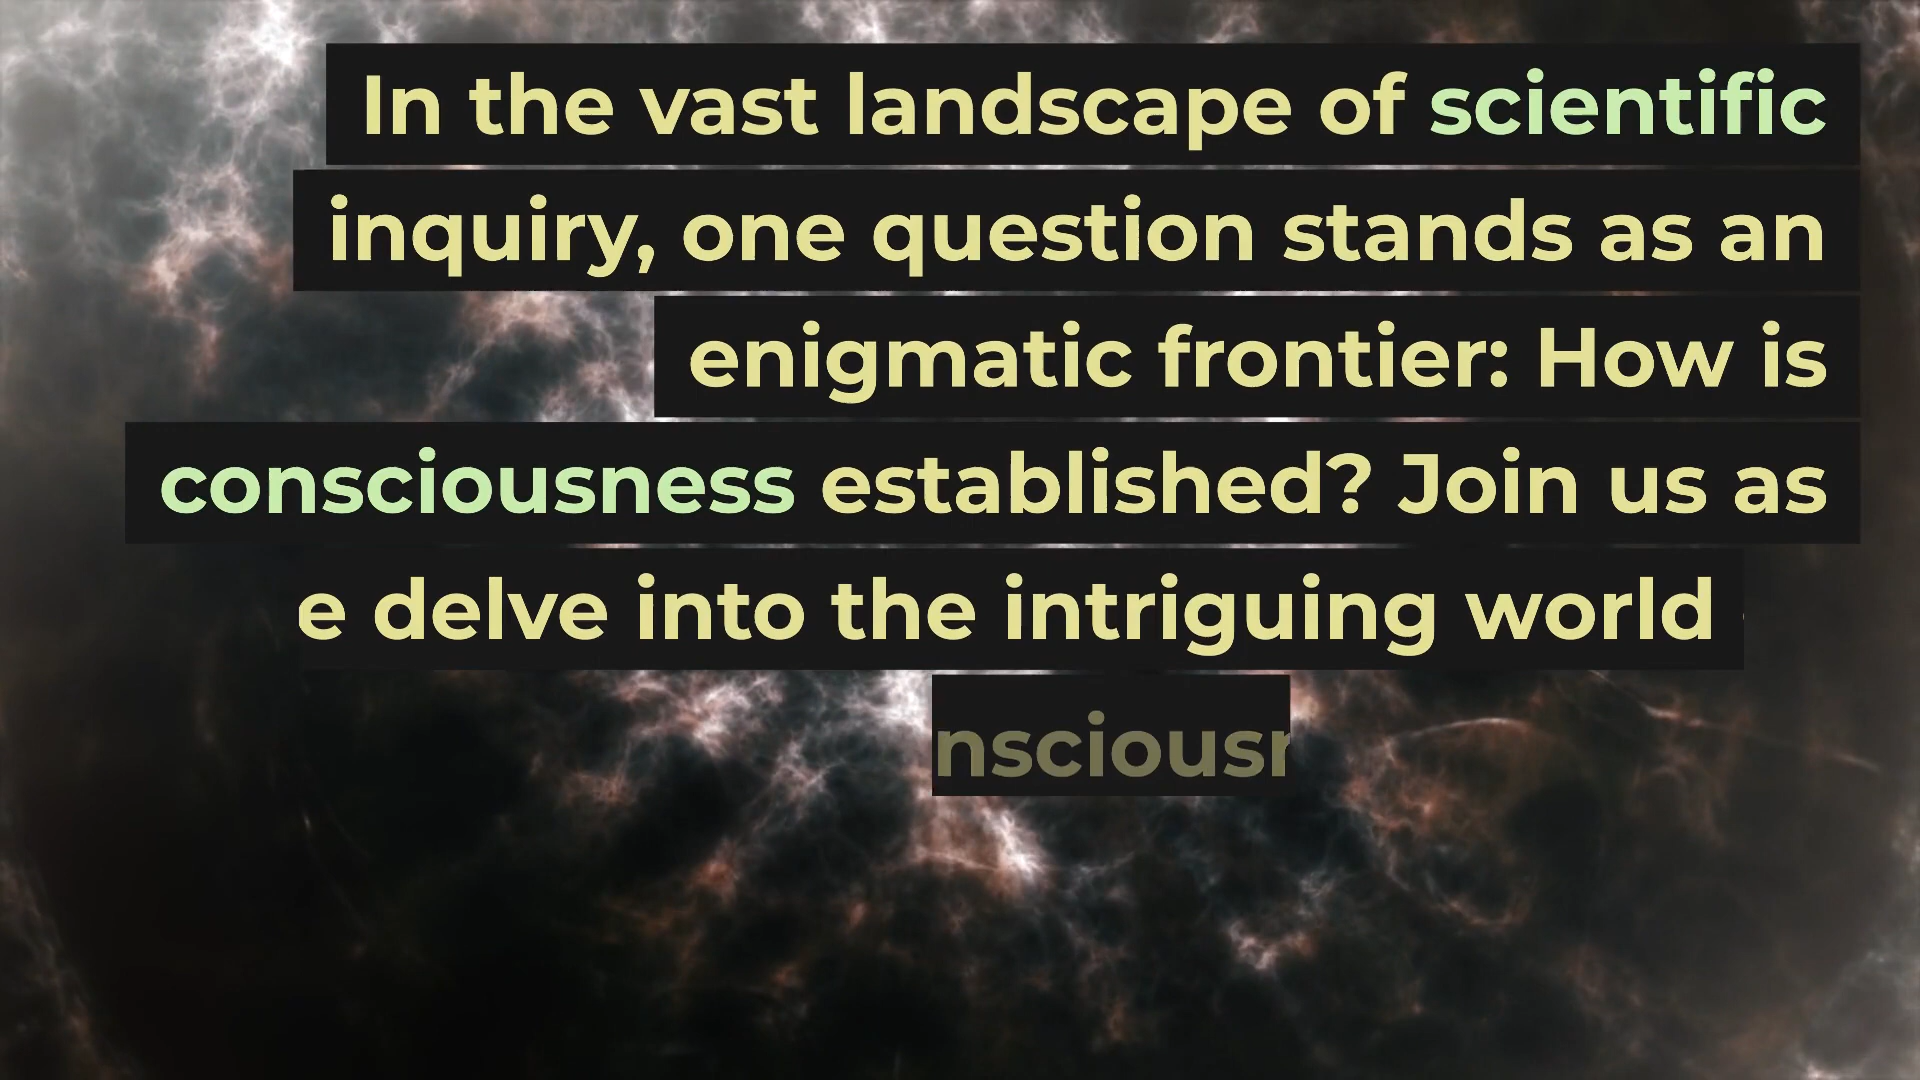 In the vast landscape of scientific
inquiry, one question stands as an
enigmatic frontier: How is
consciousness established? Join us as
e delve into the intriguing world
nscious